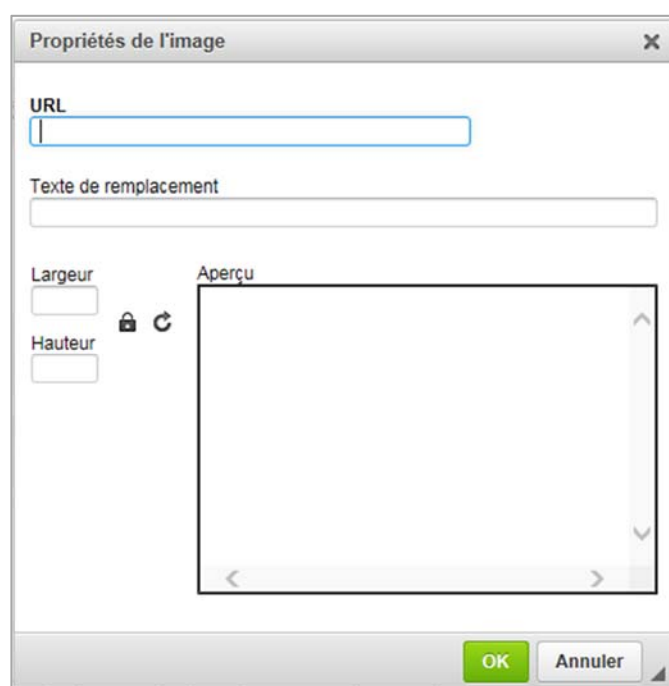 Propriétés de l'image
URL
Texte de remplacement
Largeur
Aperçu
Hauteur
OK
Annuler